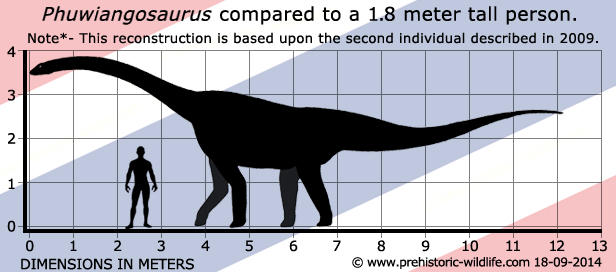 Phuwiangosaurus compared to a 1.8 meter tall person.
Note*- This reconstruction is based upon the second individual described in 2009.
4
3
2
1
0
0 1 2 3 4 5 6 7 8 9 10 11 12 13
DIMENSIONS IN METERS © www.prehistoric-wildlife.com 18-09-2014